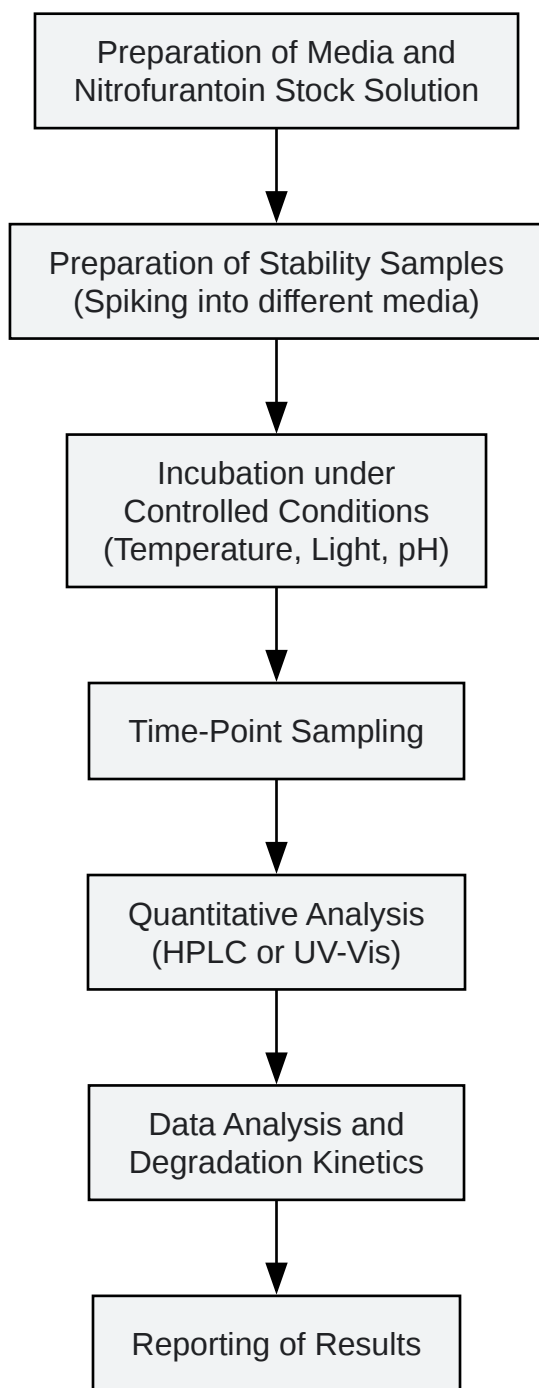 Preparation of Media and
Nitrofurantoin Stock Solution
Preparation of Stability Samples
(Spiking into different media)
Incubation under
Controlled Conditions
(Temperature, Light, pH)
Time-Point Sampling
Quantitative Analysis
(HPLC or UV-Vis)
Data Analysis and
Degradation Kinetics
Reporting of Results